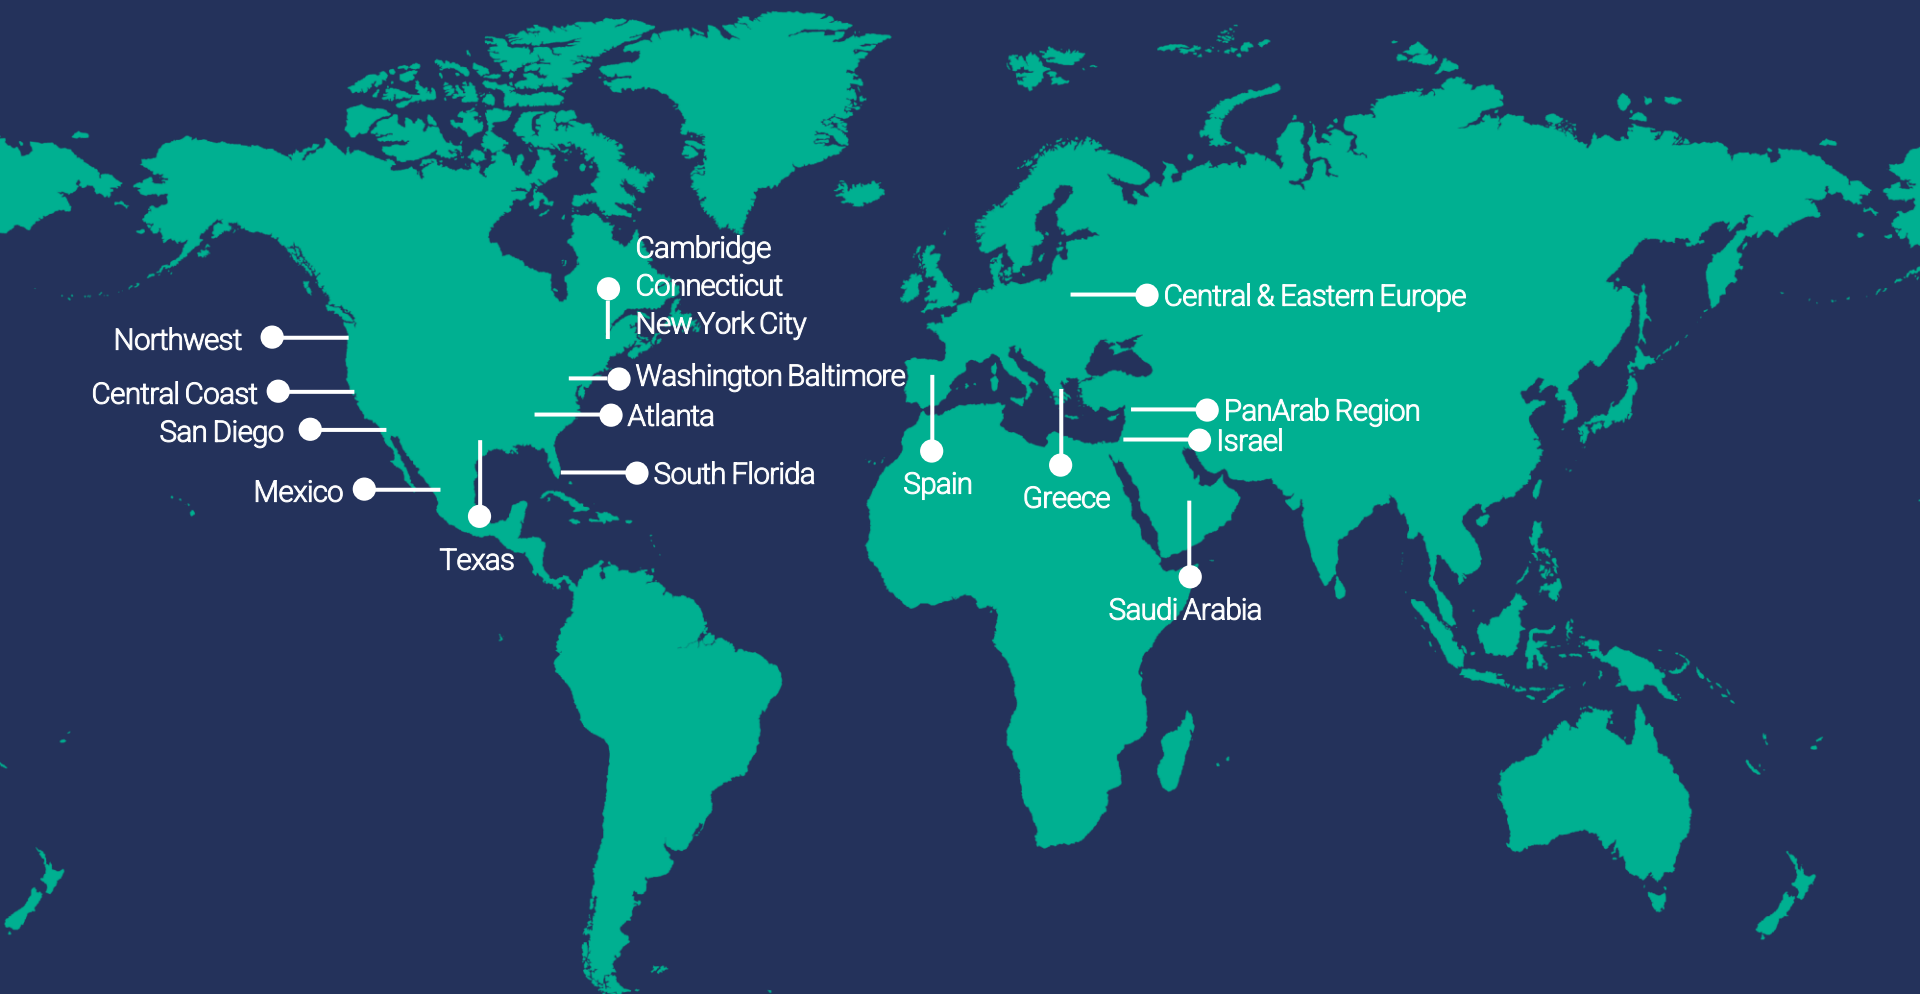 Cambridge
Connecticut
New York City
Central & Eastern Europe
Northwest
Washington Baltimore
Central Coast
Atlanta
PanArab Region
San Diego
Israel
South Florida
Spain
Mexico
Greece
Texas
Saudi Arabia